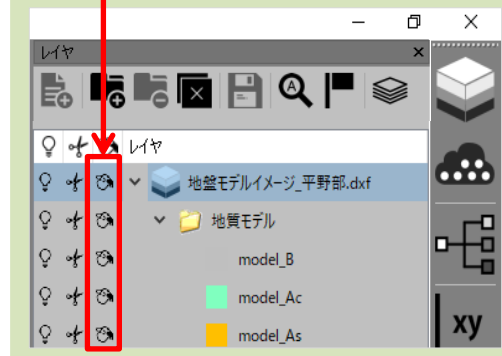 レイヤ
レイヤ
地盤モデルイメージ_平野部.dxf
地質モデル
model_B
model_Ac
model_As
xy